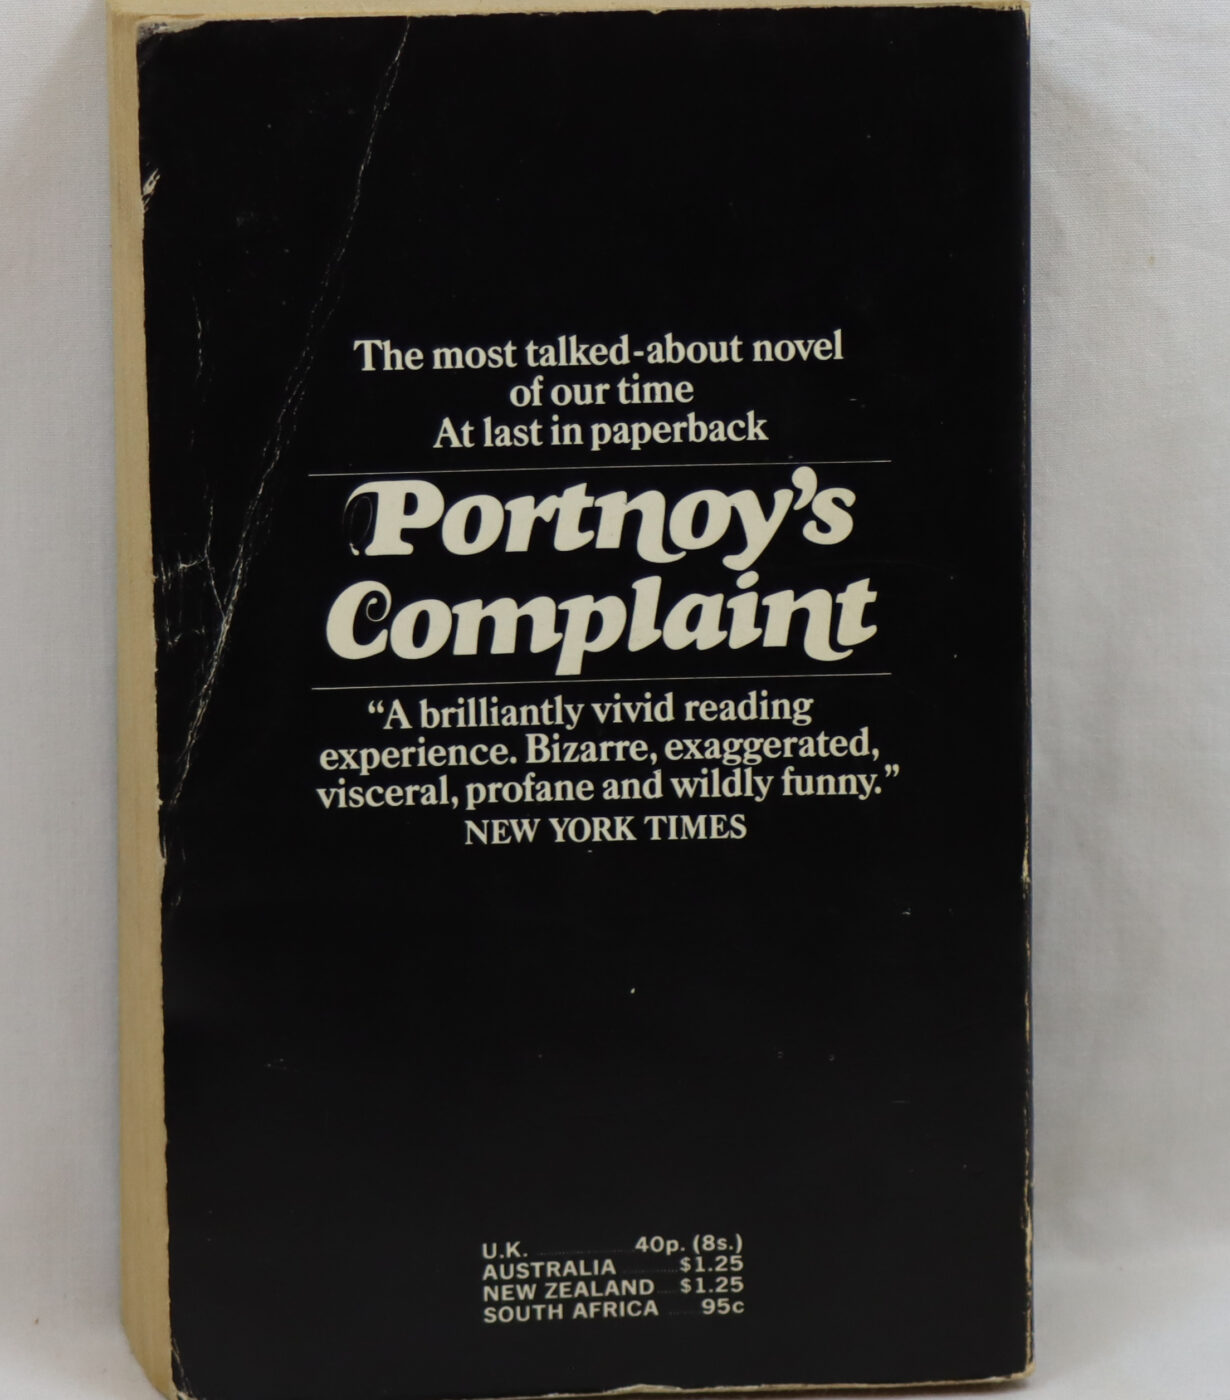 The most talked-about novel
of our time
At last in paperback
Portnoy's
Complaint
“A brilliantly vivid reading
experience. Bizarre, exaggerated,
visceral, profane and wildly funny.”
NEW YORK TIMES
U.K. ............ 40p. (8s.)
AUSTRALIA ........ $1.25
NEW ZEALAND ... $1.25
SOUTH AFRICA .... 95c